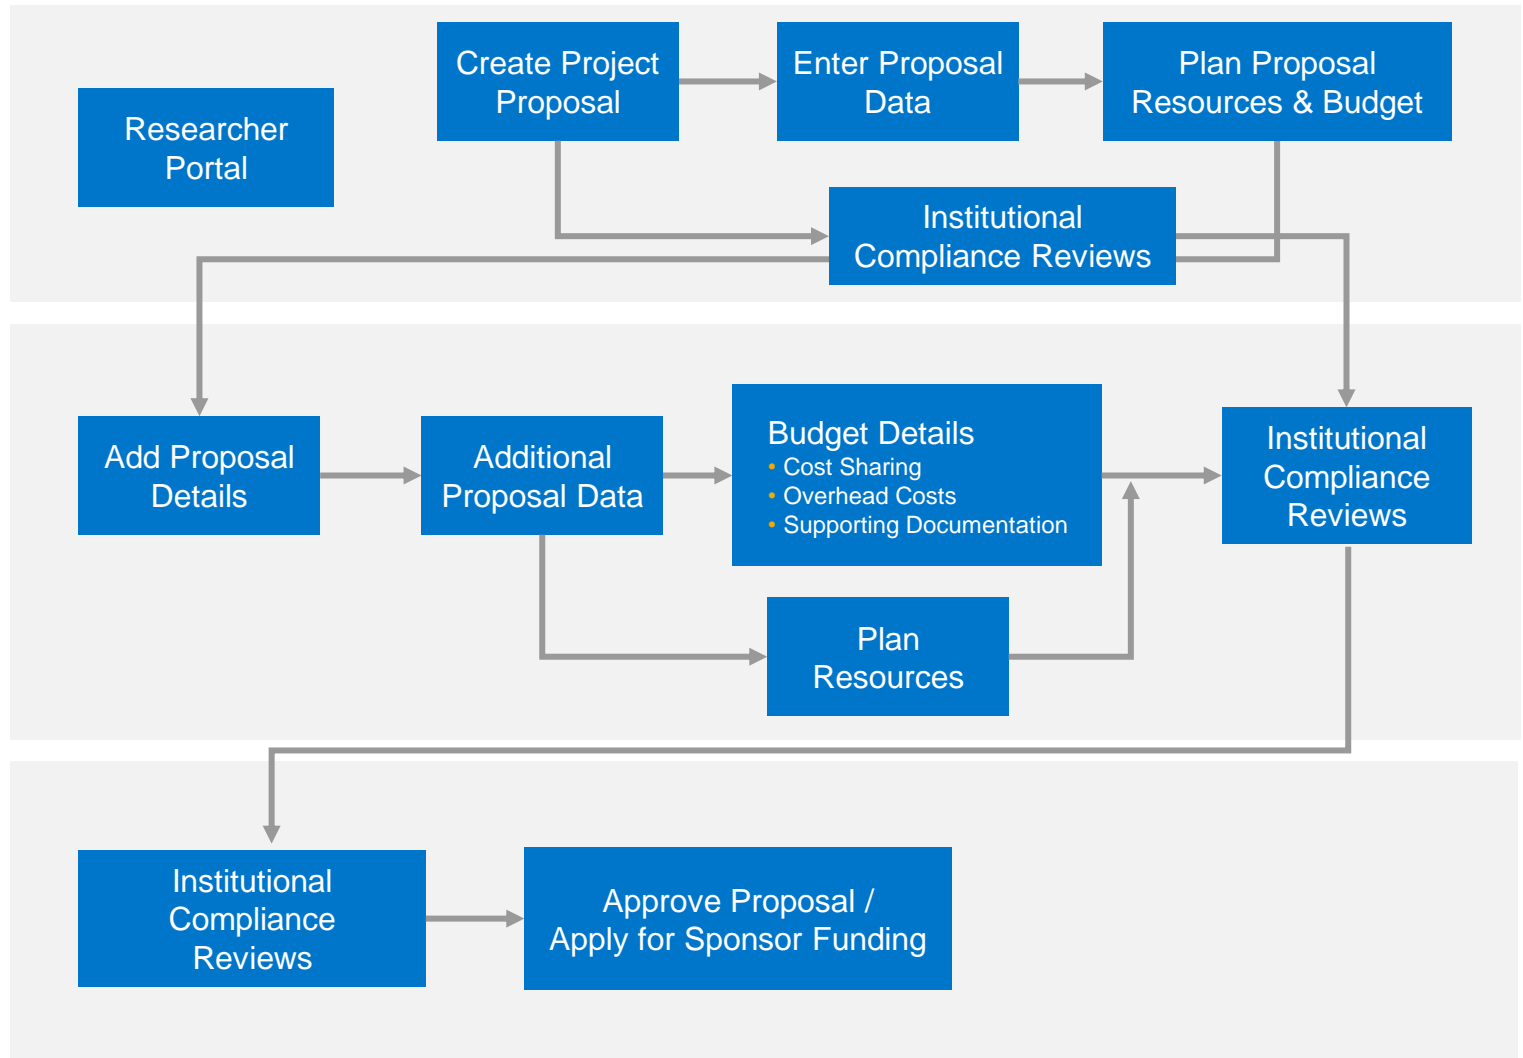 Researcher
Portal
Create Project
Proposal
Enter Proposal
Data
Plan Proposal
Resources & Budget
Institutional
Compliance Reviews
Add Proposal
Details
Additional
Proposal Data
Budget Details
• Cost Sharing
• Overhead Costs
• Supporting Documentation
Plan
Resources
Institutional
Compliance
Reviews
Institutional
Compliance
Reviews
Approve Proposal /
Apply for Sponsor Funding